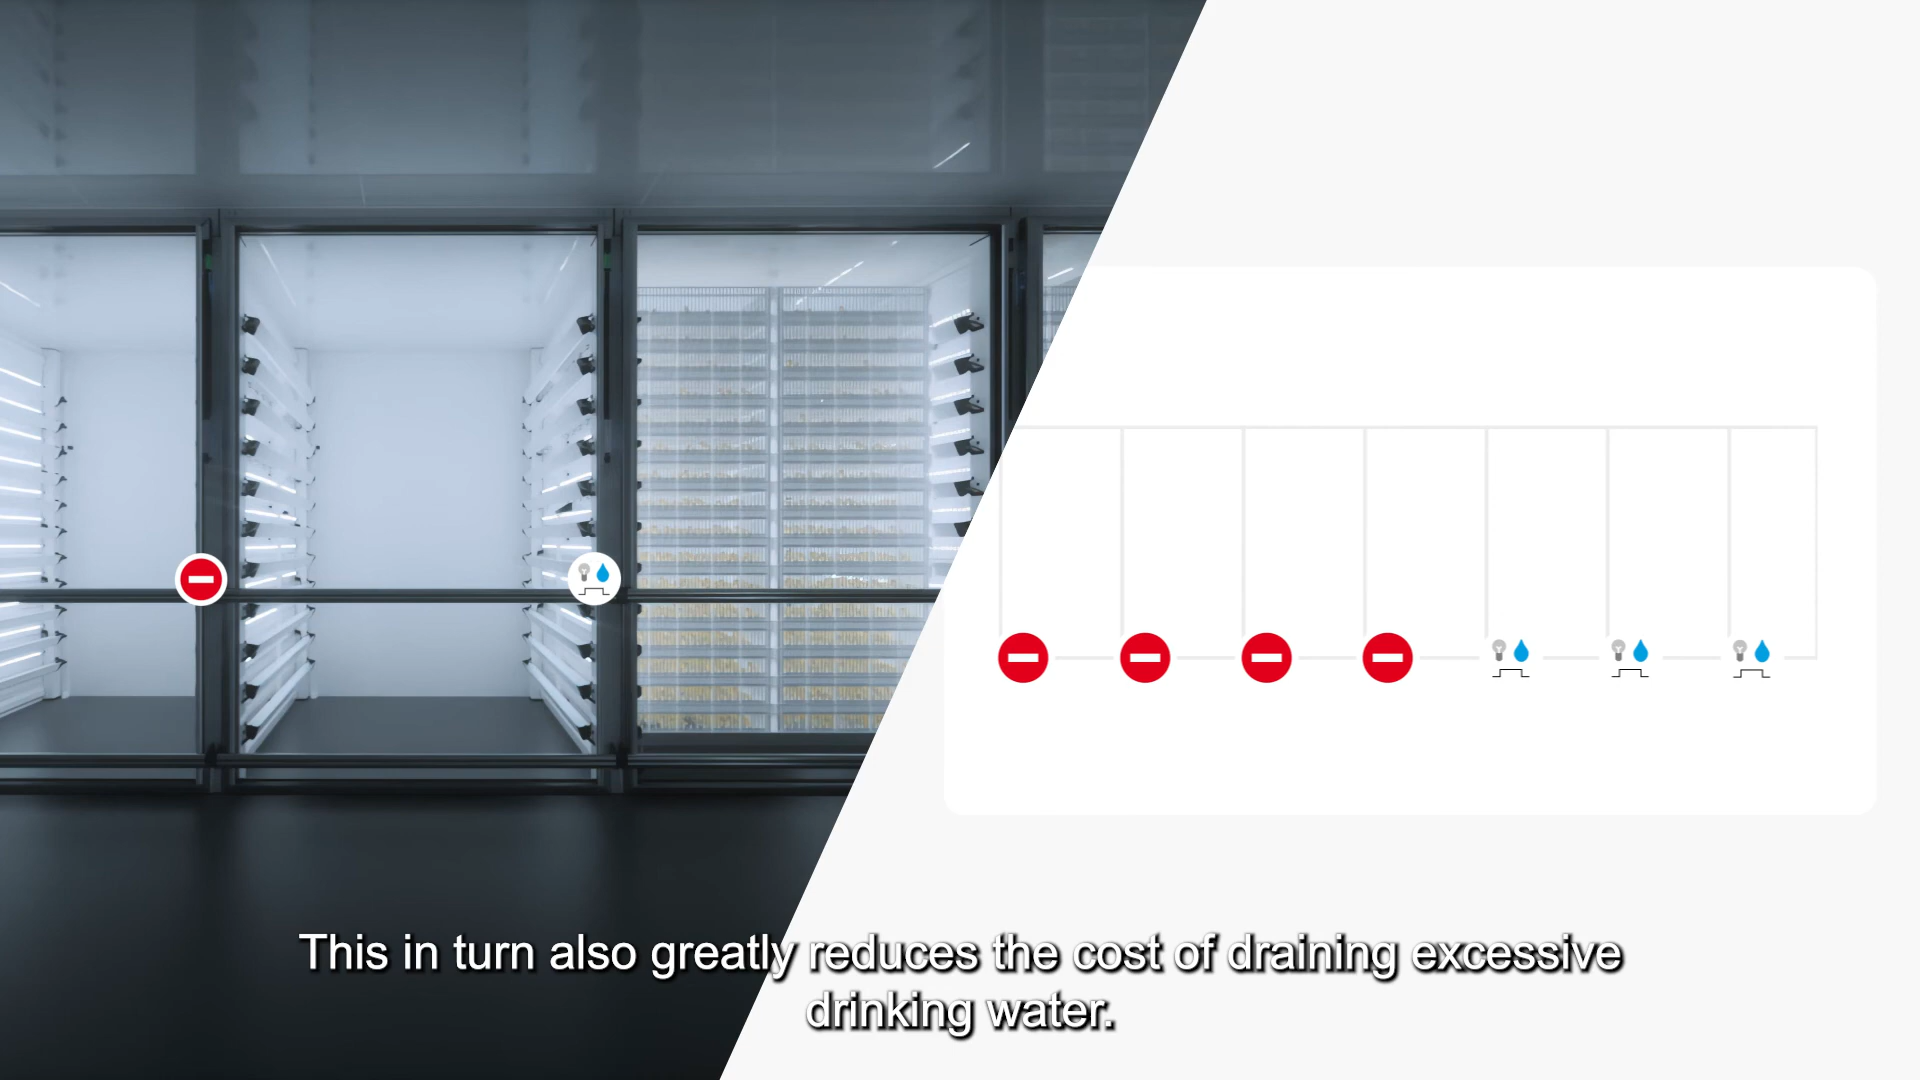 This in turn also greatly reduces the cost of draining excessive
drinking water.